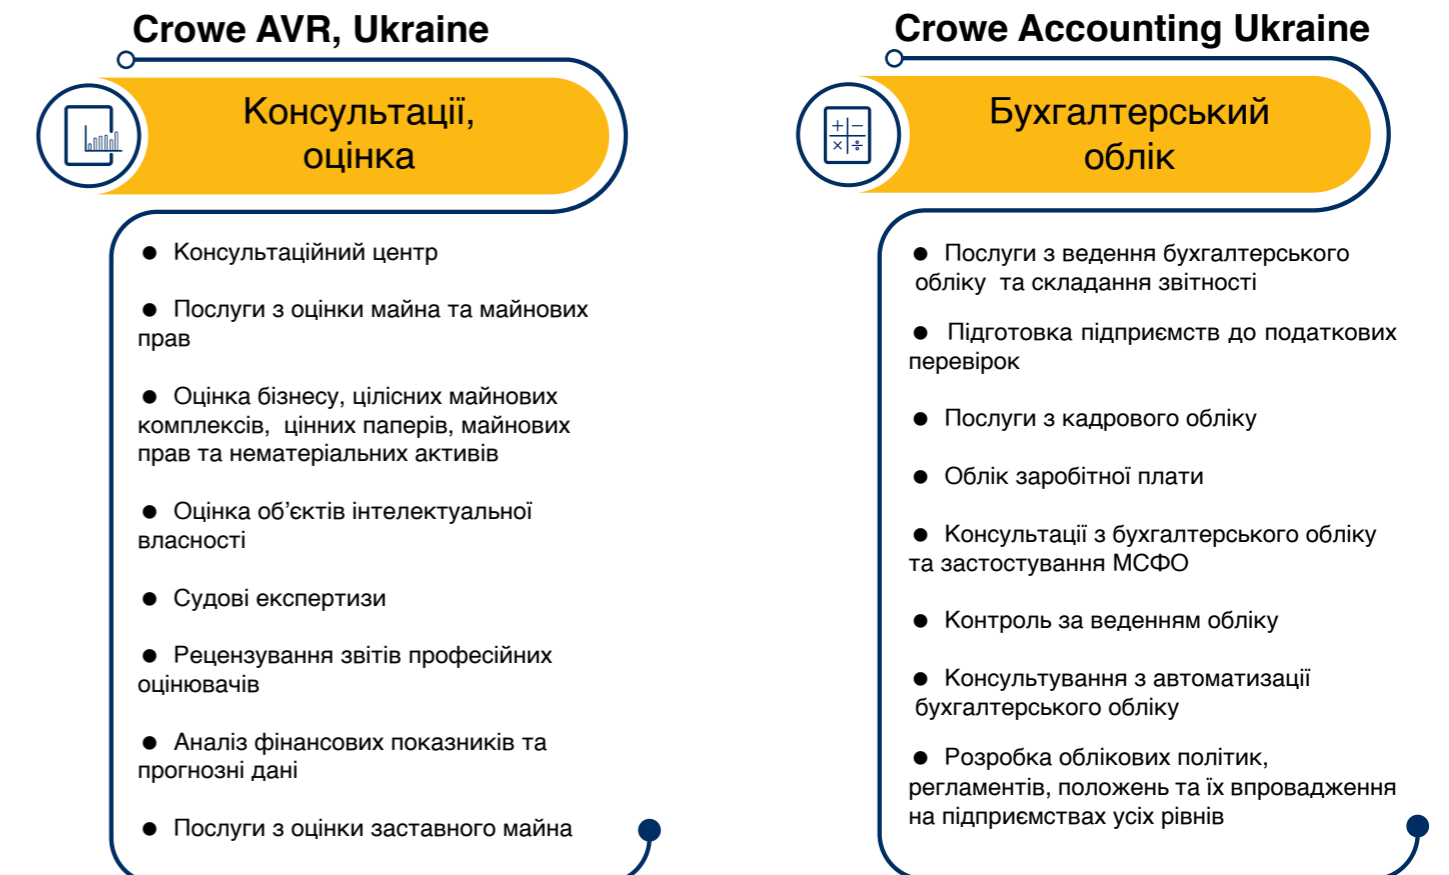 Crowe AVR, Ukraine
Консультації,
оцінка
● Консультаційний центр
● Послуги з оцінки майна та майнових
прав
● Оцінка бізнесу, цілісних майнових
комплексів, цінних паперів, майнових
прав та нематеріальних активів
● Оцінка об’єктів інтелектуальної
власності
● Судові експертизи
● Рецензування звітів професійних
оцінювачів
● Аналіз фінансових показників та
прогнозні дані
● Послуги з оцінки заставного майна
Crowe Accounting Ukraine
+ −
× ÷
Бухгалтерський
облік
● Послуги з ведення бухгалтерського
обліку та складання звітності
● Підготовка підприємств до податкових
перевірок
● Послуги з кадрового обліку
● Облік заробітної плати
● Консультації з бухгалтерського обліку
та застостування МСФО
● Контроль за веденням обліку
● Консультування з автоматизації
бухгалтерського обліку
● Розробка облікових політик,
регламентів, положень та їх впровадження
на підприємствах усіх рівнів